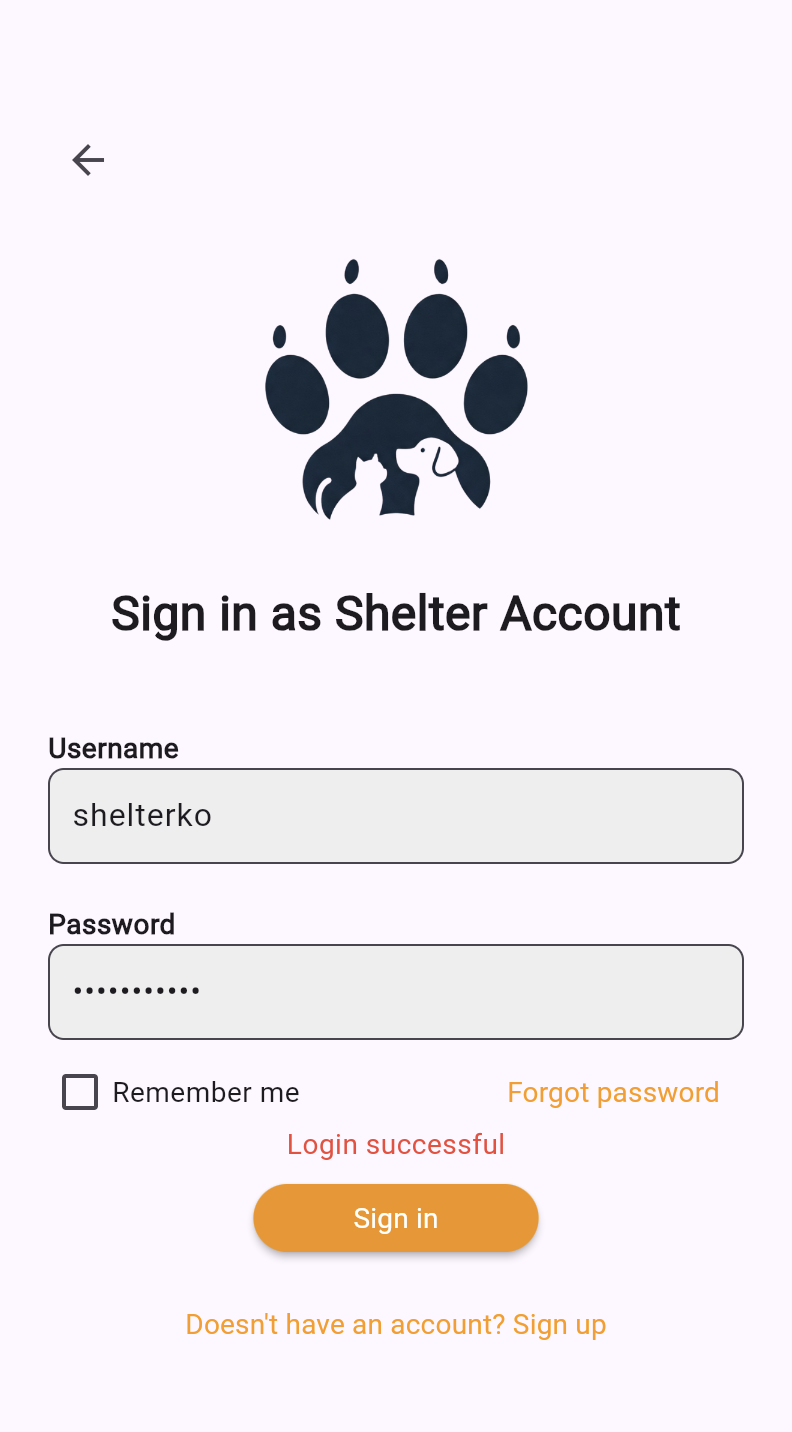 Sign in as Shelter Account
Username
shelterko
Password
•••••••••••
Remember me
Forgot password
Login successful
Sign in
Doesn't have an account? Sign up